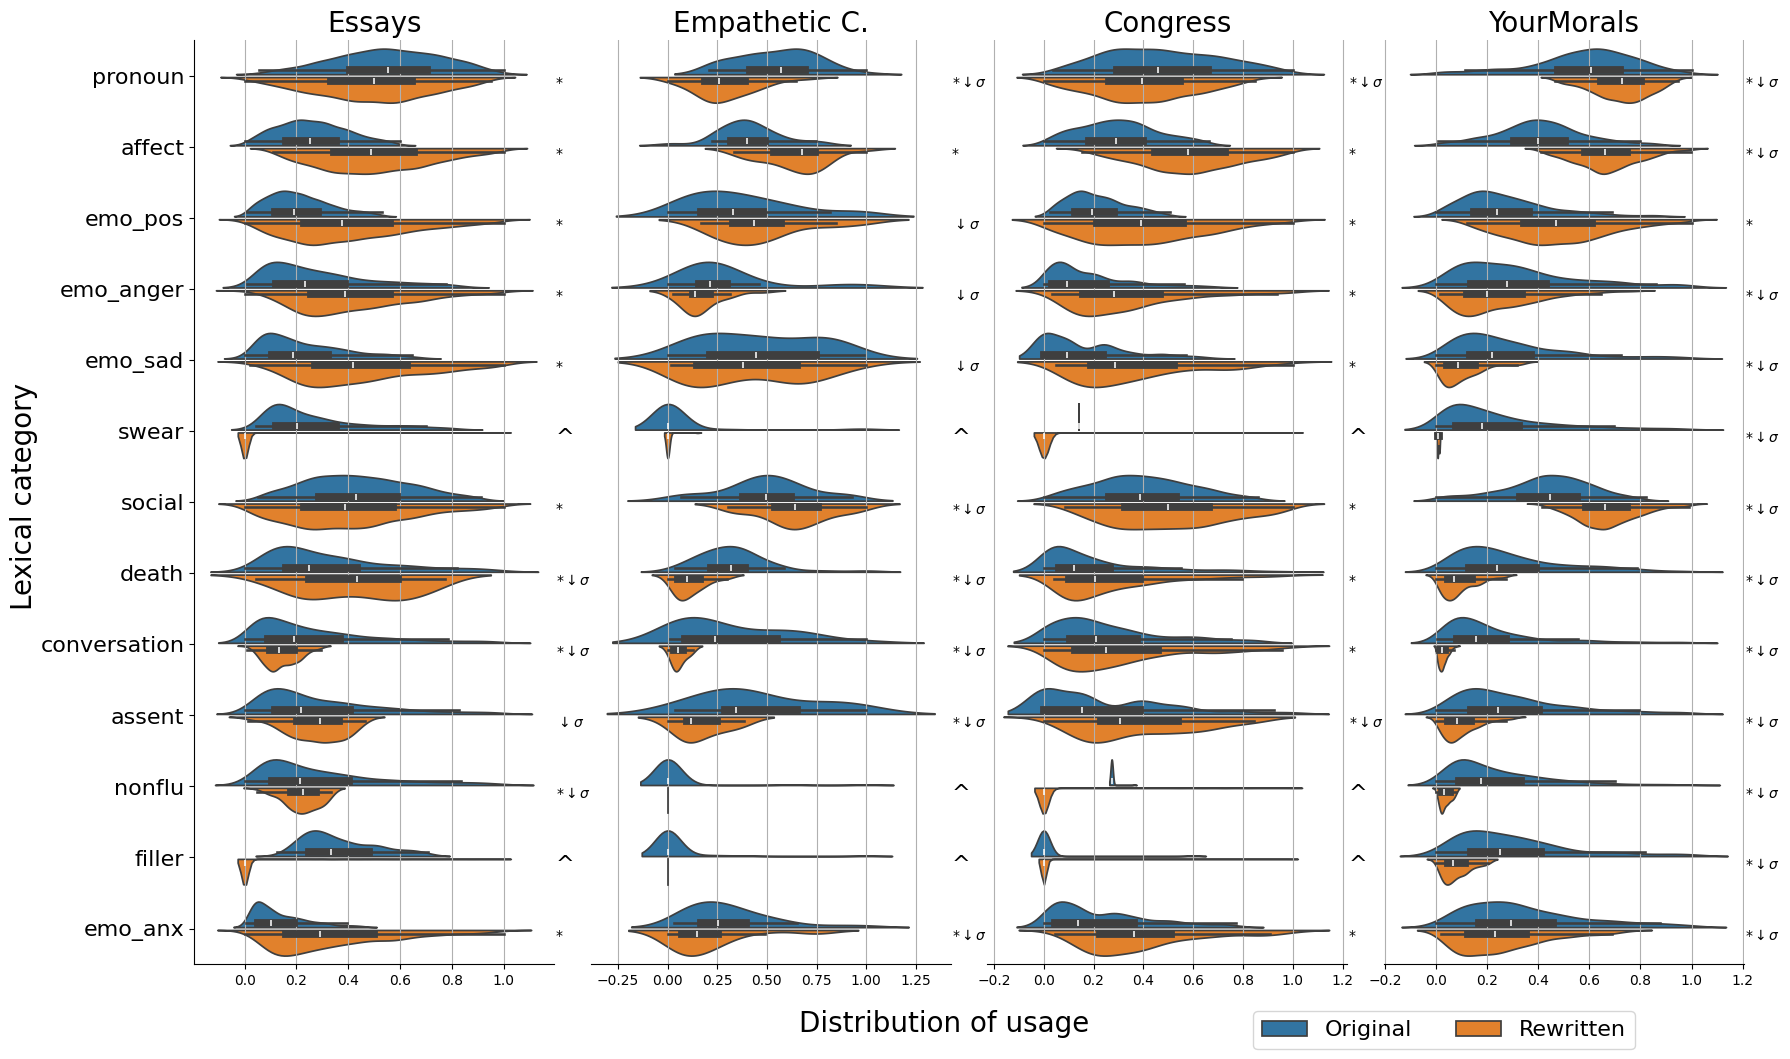 Essays Empathetic C. Congress YourMorals
pronoun * *↓σ *↓σ *↓σ
affect * * * *↓σ
emo_pos * ↓σ * *
emo_anger * ↓σ * *↓σ
emo_sad * ↓σ * *↓σ
swear ^ ^ ^ *↓σ
social * *↓σ * *↓σ
death *↓σ *↓σ * *↓σ
conversation *↓σ *↓σ * *↓σ
assent ↓σ *↓σ *↓σ *↓σ
nonflu *↓σ ^ ^ *↓σ
filler ^ ^ ^ *↓σ
emo_anx * *↓σ * *↓σ
Lexical category
0.0 0.2 0.4 0.6 0.8 1.0 −0.25 0.00 0.25 0.50 0.75 1.00 1.25 −0.2 0.0 0.2 0.4 0.6 0.8 1.0 1.2 −0.2 0.0 0.2 0.4 0.6 0.8 1.0 1.2
Distribution of usage
Original Rewritten